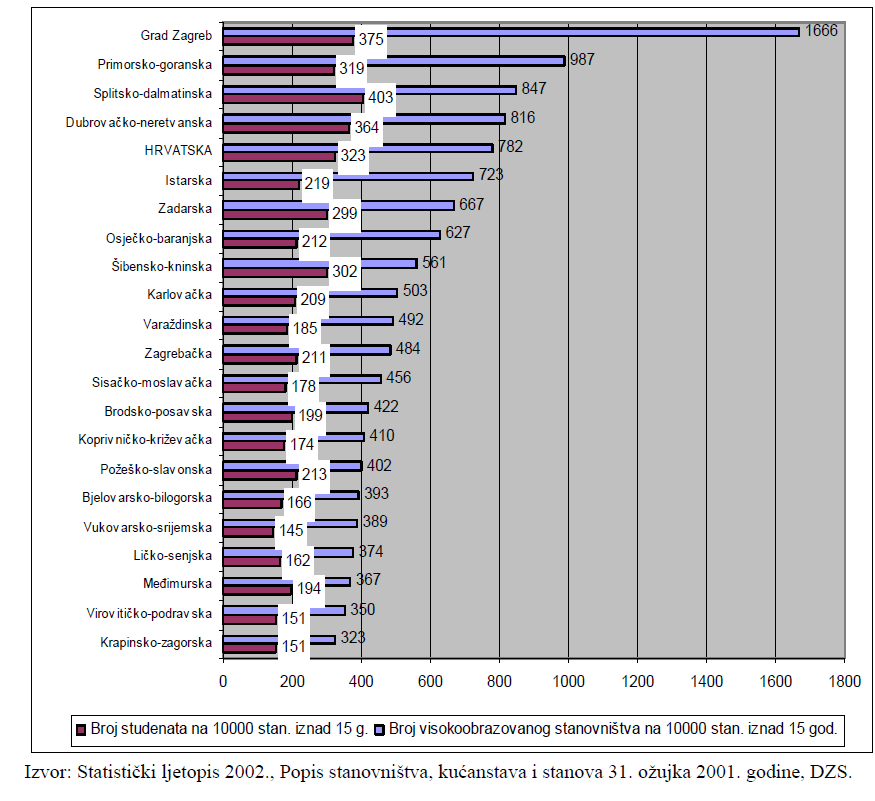 Grad Zagreb 1666
375
Primorsko-goranska 987
319
Splitsko-dalmatinska 847
403
Dubrovačko-neretvanska 816
364
HRVATSKA 782
323
Istarska 723
219
Zadarska 667
299
Osječko-baranjska 627
212
Šibensko-kninska 561
302
Karlovačka 503
209
Varaždinska 492
185
Zagrebačka 484
211
Sisačko-moslavačka 456
178
Brodsko-posavska 422
199
Koprivničko-križevačka 410
174
Požeško-slavonska 402
213
Bjelovarsko-bilogorska 393
166
Vukovarsko-srijemska 389
145
Ličko-senjska 374
162
Međimurska 367
194
Virovitičko-podravska 350
151
Krapinsko-zagorska 323
151
0 200 400 600 800 1000 1200 1400 1600 1800
Broj studenata na 10000 stan. iznad 15 g. Broj visokoobrazovanog stanovništva na 10000 stan. iznad 15 god.
Izvor: Statistički ljetopis 2002., Popis stanovništva, kućanstava i stanova 31. ožujka 2001. godine, DZS.